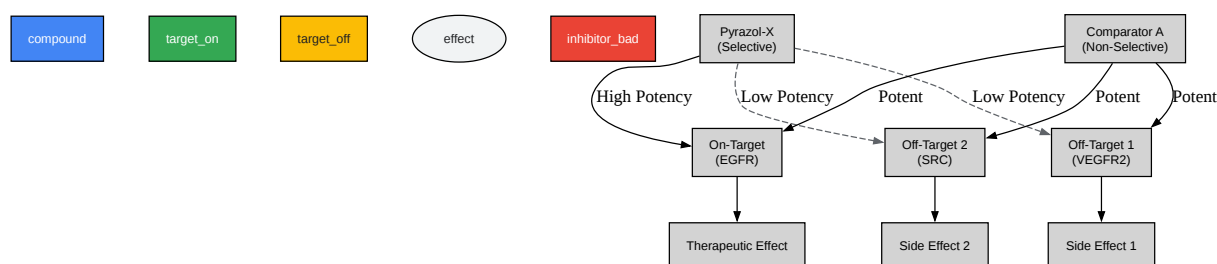 compound
target_on
target_off
effect
inhibitor_bad
Pyrazol-X
(Selective)
Comparator A
(Non-Selective)
High Potency
Low Potency
Potent
Low Potency
Potent
Potent
On-Target
(EGFR)
Off-Target 2
(SRC)
Off-Target 1
(VEGFR2)
Therapeutic Effect
Side Effect 2
Side Effect 1